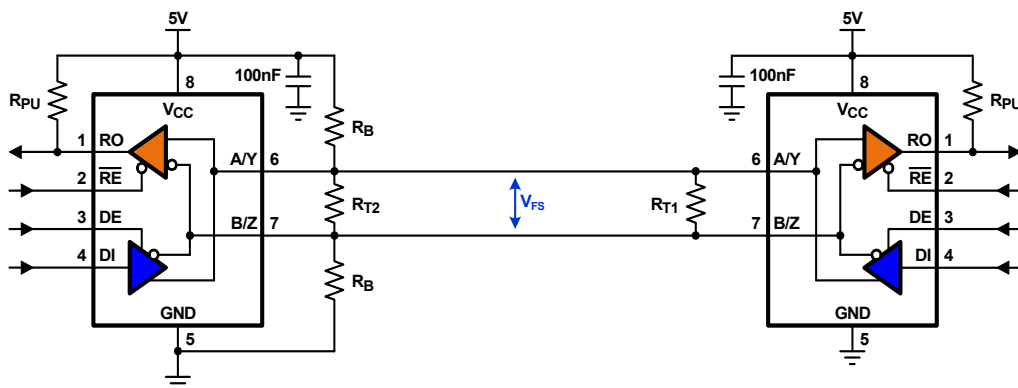 5V
5V
100nF
8
100nF
8
RPU
VCC
RB
VCC
RPU
1
RO
A/Y
6
6
A/Y
RO
1
2
RE
RT2
VFS
RT1
RE
2
3
DE
B/Z
7
7
B/Z
DE
3
4
DI
RB
DI
4
GND
GND
5
5